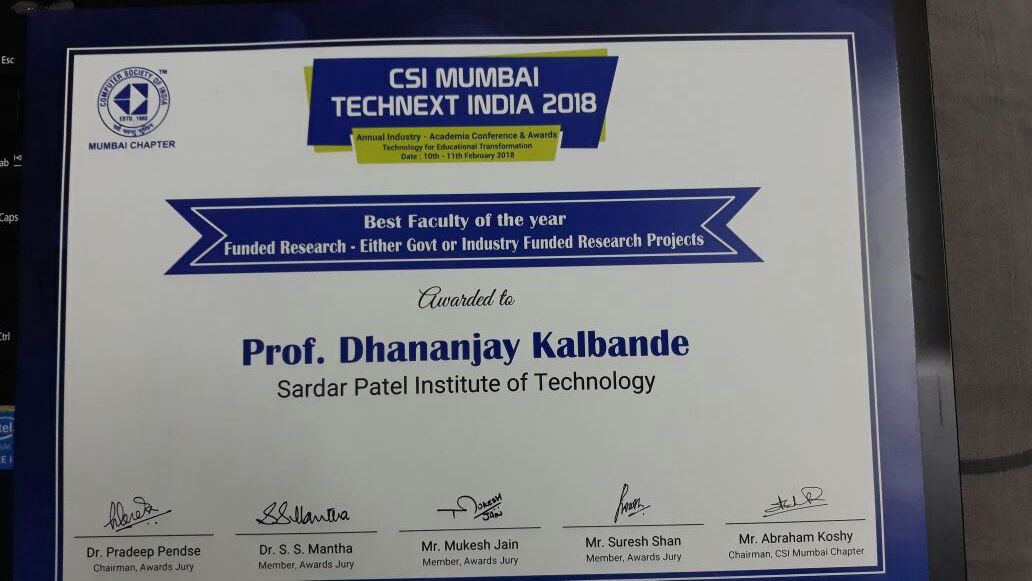 Esc
COMPUTER SOCIETY OF INDIA
TM
ESTD. 1965
MUMBAI CHAPTER
CSI MUMBAI
TECHNEXT INDIA 2018
Annual Industry - Academia Conference & Awards
Technology for Educational Transformation
Date : 10th - 11th February 2018
Caps
Best Faculty of the year
Funded Research - Either Govt or Industry Funded Research Projects
Awarded to
Prof. Dhananjay Kalbande
Sardar Patel Institute of Technology
MUKESH
JAIN
Dr. Pradeep Pendse
Chairman, Awards Jury
Dr. S. S. Mantha
Member, Awards Jury
Mr. Mukesh Jain
Member, Awards Jury
Mr. Suresh Shan
Member, Awards Jury
Mr. Abraham Koshy
Chairman, CSI Mumbai Chapter